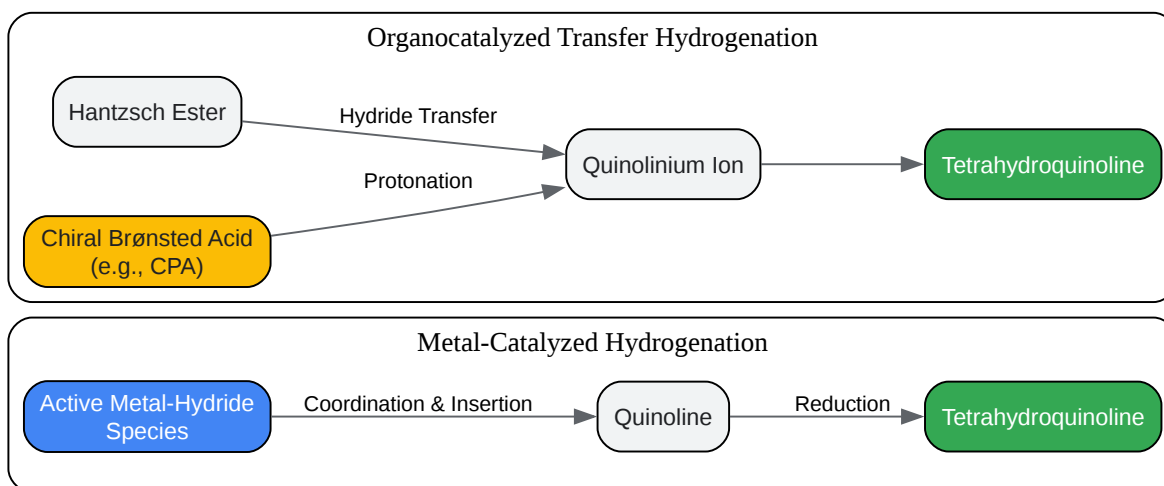 Organocatalyzed Transfer Hydrogenation
Hantzsch Ester
Hydride Transfer
Protonation
Chiral Brønsted Acid
(e.g., CPA)
Quinolinium Ion
Tetrahydroquinoline
Metal-Catalyzed Hydrogenation
Active Metal-Hydride
Species
Coordination & Insertion
Quinoline
Reduction
Tetrahydroquinoline